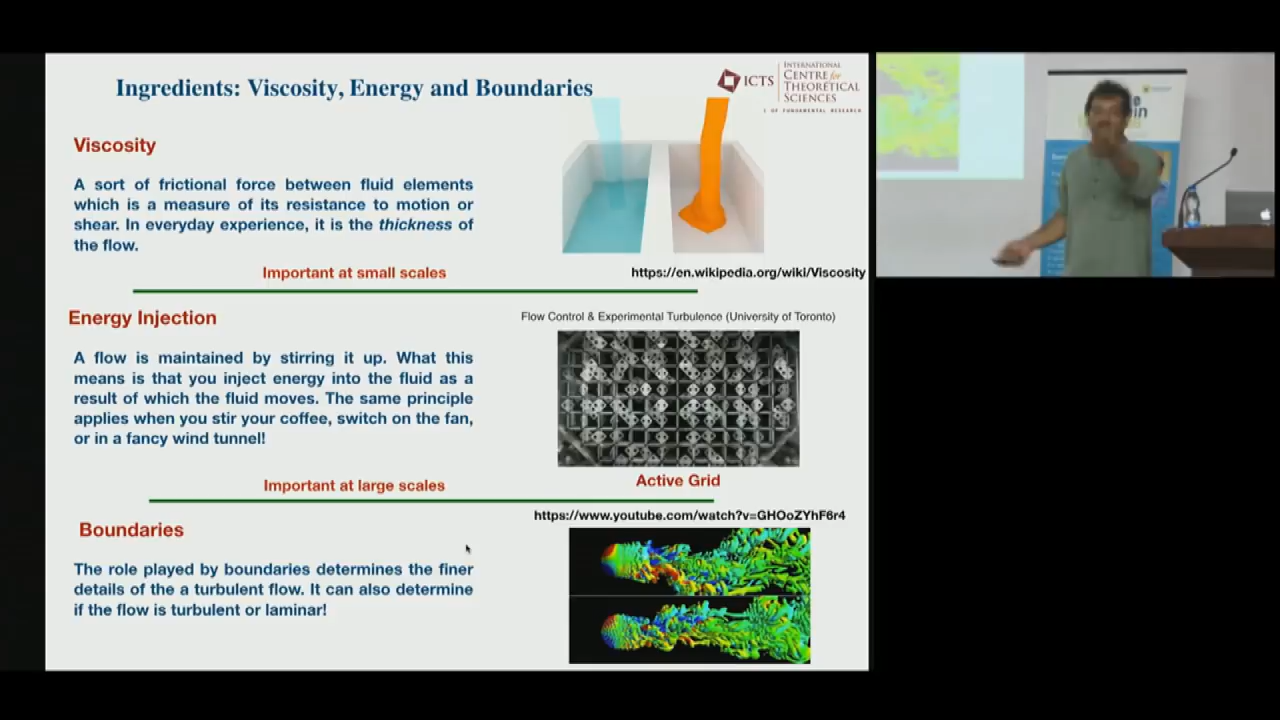 Ingredients: Viscosity, Energy and Boundaries
ICTS
INTERNATIONAL
CENTRE for
THEORETICAL
SCIENCES
OF FUNDAMENTAL RESEARCH
Viscosity
A sort of frictional force between fluid elements
which is a measure of its resistance to motion or
shear. In everyday experience, it is the thickness of
the flow.
Important at small scales
https://en.wikipedia.org/wiki/Viscosity
Energy Injection
Flow Control & Experimental Turbulence (University of Toronto)
A flow is maintained by stirring it up. What this
means is that you inject energy into the fluid as a
result of which the fluid moves. The same principle
applies when you stir your coffee, switch on the fan,
or in a fancy wind tunnel!
Active Grid
Important at large scales
https://www.youtube.com/watch?v=GHOoZYhF6r4
Boundaries
The role played by boundaries determines the finer
details of the a turbulent flow. It can also determine
if the flow is turbulent or laminar!